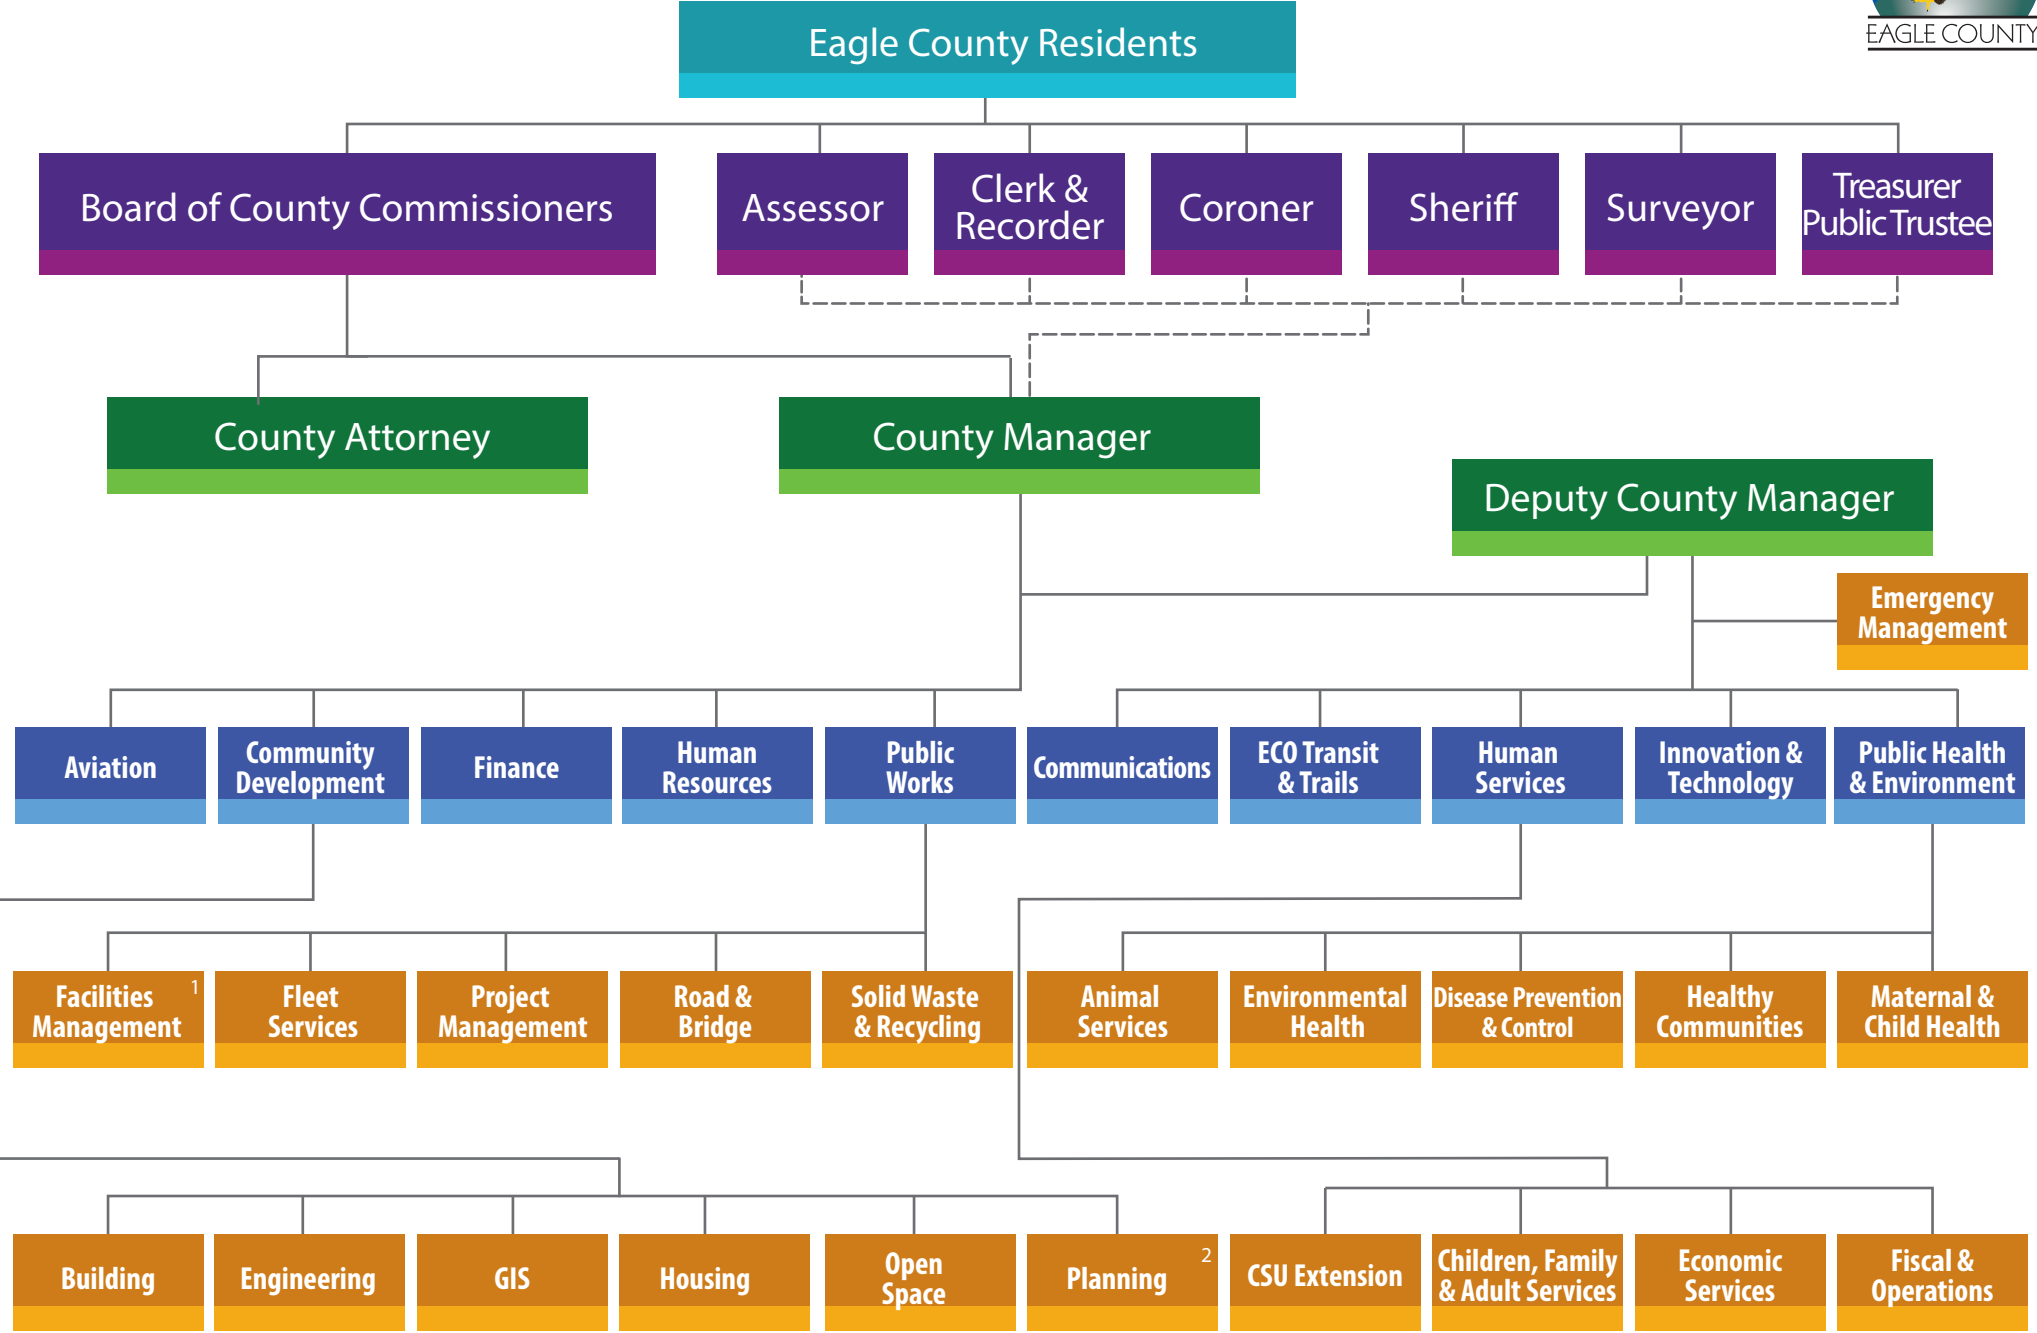 Eagle County Residents
EAGLE COUNTY
Board of County Commissioners
Assessor
Clerk &
Recorder
Coroner
Sheriff
Surveyor
Treasurer
Public Trustee
County Attorney
County Manager
Deputy County Manager
Emergency
Management
Aviation
Community
Development
Finance
Human
Resources
Public
Works
Communications
ECO Transit
& Trails
Human
Services
Innovation &
Technology
Public Health
& Environment
Facilities 1
Management
Fleet
Services
Project
Management
Road &
Bridge
Solid Waste
& Recycling
Animal
Services
Environmental
Health
Disease Prevention
& Control
Healthy
Communities
Maternal &
Child Health
Building
Engineering
GIS
Housing
Open
Space
Planning 2
CSU Extension
Children, Family
& Adult Services
Economic
Services
Fiscal &
Operations